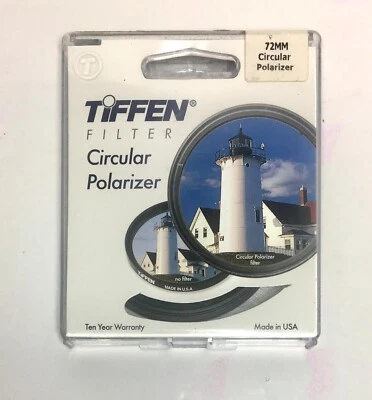 T
72MM
Circular
Polarizer
TiFFEN®
FILTER
Circular
Polarizer
Circular Polarizer
filter
no filter
TIFFEN MADE IN U.S.A
Ten Year Warranty
Made in USA